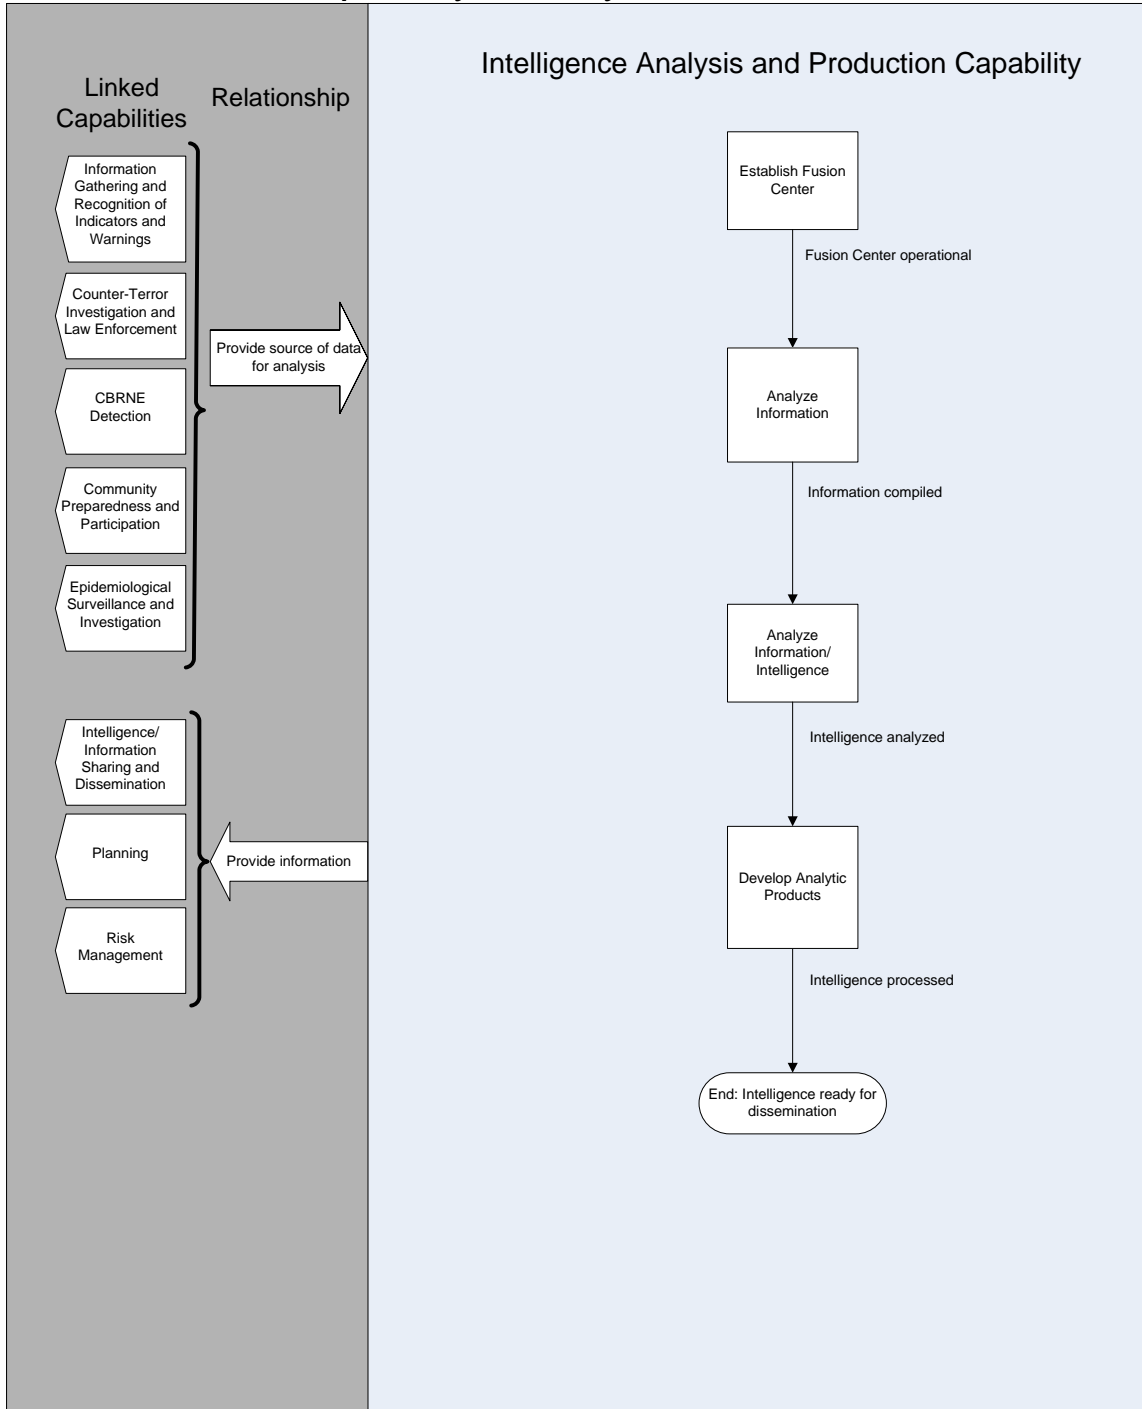 Linked
Capabilities
Relationship
Information
Gathering and
Recognition of
Indicators and
Warnings
Counter-Terror
Investigation and
Law Enforcement
CBRNE
Detection
Community
Preparedness and
Participation
Epidemiological
Surveillance and
Investigation
Provide source of data
for analysis
Intelligence/
Information
Sharing and
Dissemination
Planning
Risk
Management
Provide information
Intelligence Analysis and Production Capability
Establish Fusion
Center
Fusion Center operational
Analyze
Information
Information compiled
Analyze
Information/
Intelligence
Intelligence analyzed
Develop Analytic
Products
Intelligence processed
End: Intelligence ready for
dissemination